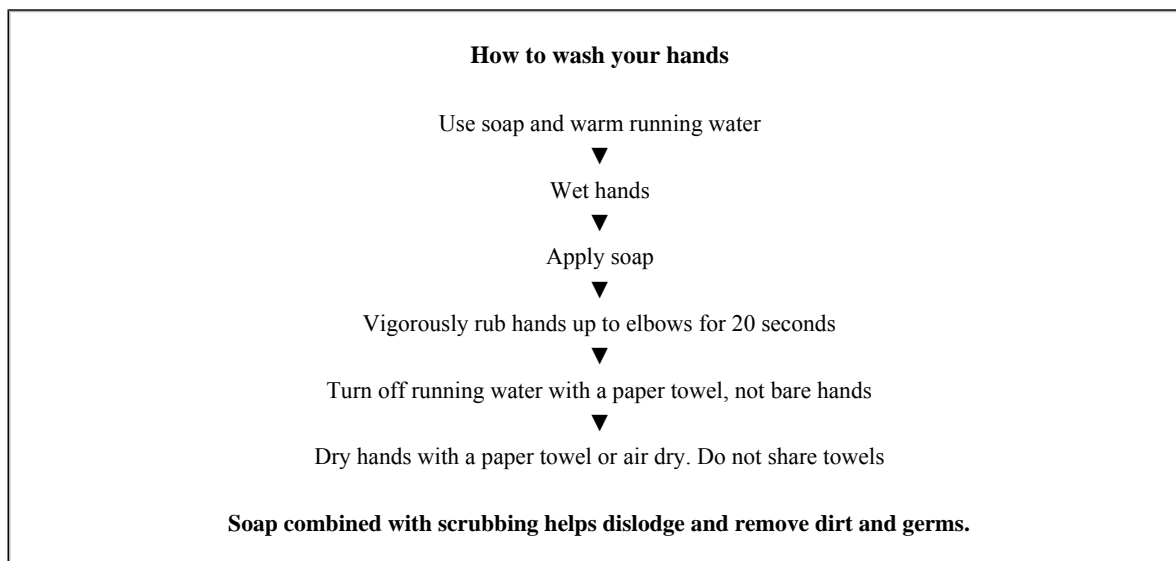 How to wash your hands
Use soap and warm running water
▼
Wet hands
▼
Apply soap
▼
Vigorously rub hands up to elbows for 20 seconds
▼
Turn off running water with a paper towel, not bare hands
▼
Dry hands with a paper towel or air dry. Do not share towels
Soap combined with scrubbing helps dislodge and remove dirt and germs.